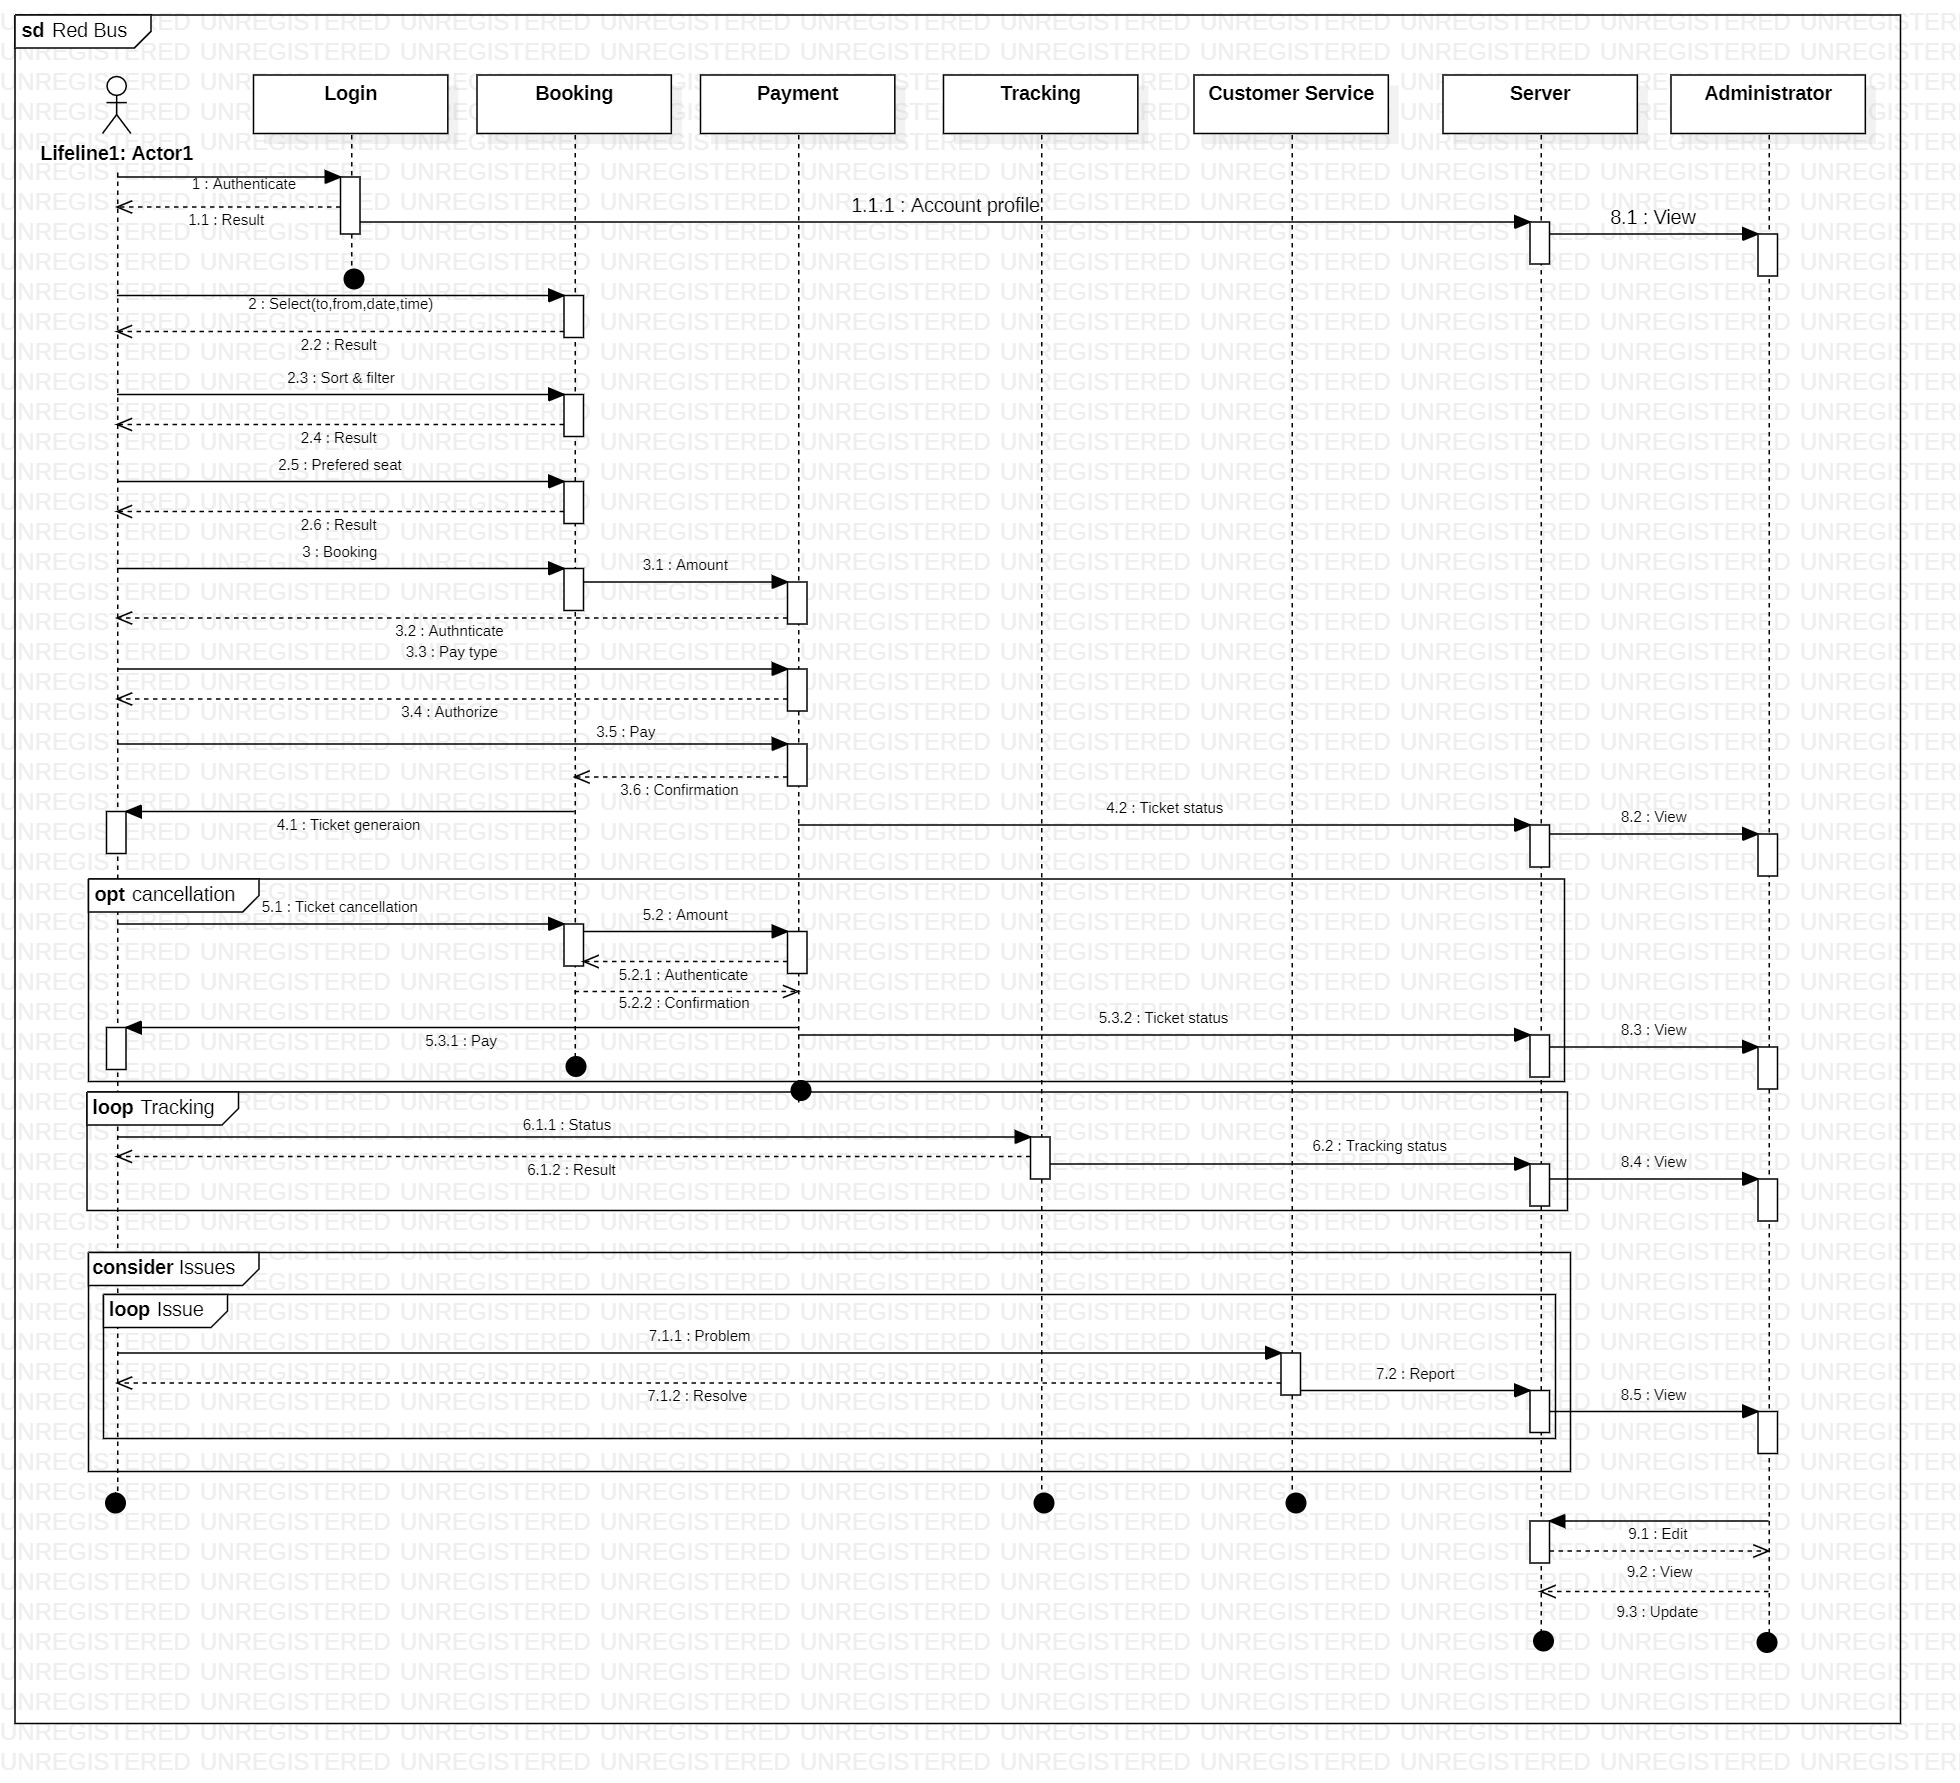 sd Red Bus
Login
Booking
Payment
Tracking
Customer Service
Server
Administrator
Lifeline1: Actor1
1 : Authenticate
1.1 : Result
1.1.1 : Account profile
8.1 : View
2 : Select(to,from,date,time)
2.2 : Result
2.3 : Sort & filter
2.4 : Result
2.5 : Prefered seat
2.6 : Result
3 : Booking
3.1 : Amount
3.2 : Authnticate
3.3 : Pay type
3.4 : Authorize
3.5 : Pay
3.6 : Confirmation
4.1 : Ticket generaion
4.2 : Ticket status
8.2 : View
opt cancellation
5.1 : Ticket cancellation
5.2 : Amount
5.2.1 : Authenticate
5.2.2 : Confirmation
5.3.1 : Pay
5.3.2 : Ticket status
8.3 : View
loop Tracking
6.1.1 : Status
6.1.2 : Result
6.2 : Tracking status
8.4 : View
consider Issues
loop Issue
7.1.1 : Problem
7.1.2 : Resolve
7.2 : Report
8.5 : View
9.1 : Edit
9.2 : View
9.3 : Update
UNREGISTERED